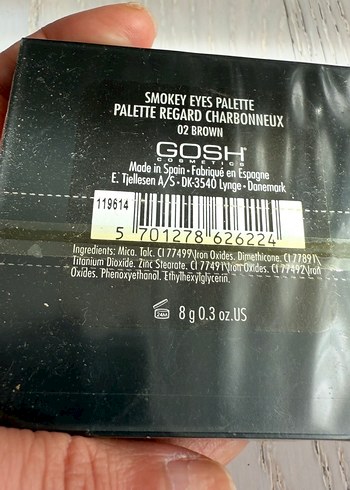 SMOKEY EYES PALETTE
PALETTE REGARD CHARBONNEUX
02 BROWN
GOSH
COSMETICS
Made in Spain • Fabriqué en Espagne
E. Tjellesen A/S • DK-3540 Lynge • Danemark
119614
5 701278 626224
Ingredients: Mica. Talc. CI 77499\Iron Oxides. Dimethicone. CI 77891\
Titanium Dioxide. Zinc Stearate. CI 77491\Iron Oxides. CI 77492\Iron
Oxides. Phenoxyethanol. Ethylhexylglycerin.
24M 8 g 0.3 oz.US